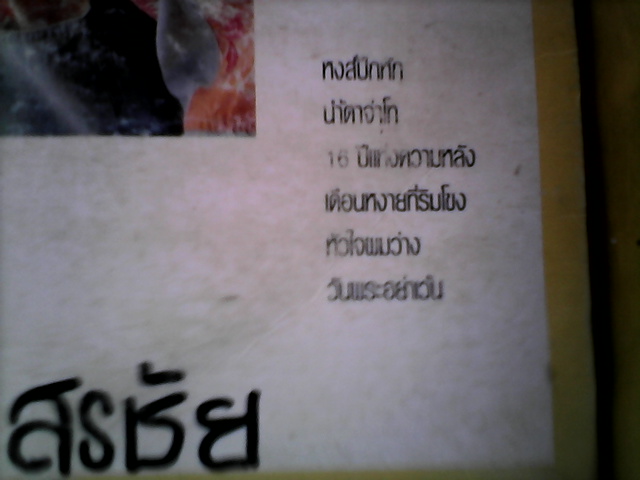 หงส์ปีกหัก
น้ำตาจ่าโท
16 ปีแห่งความหลัง
เดือนหงายที่ริมโขง
หัวใจผมว่าง
วันพระอย่าเว้น
สุรชัย